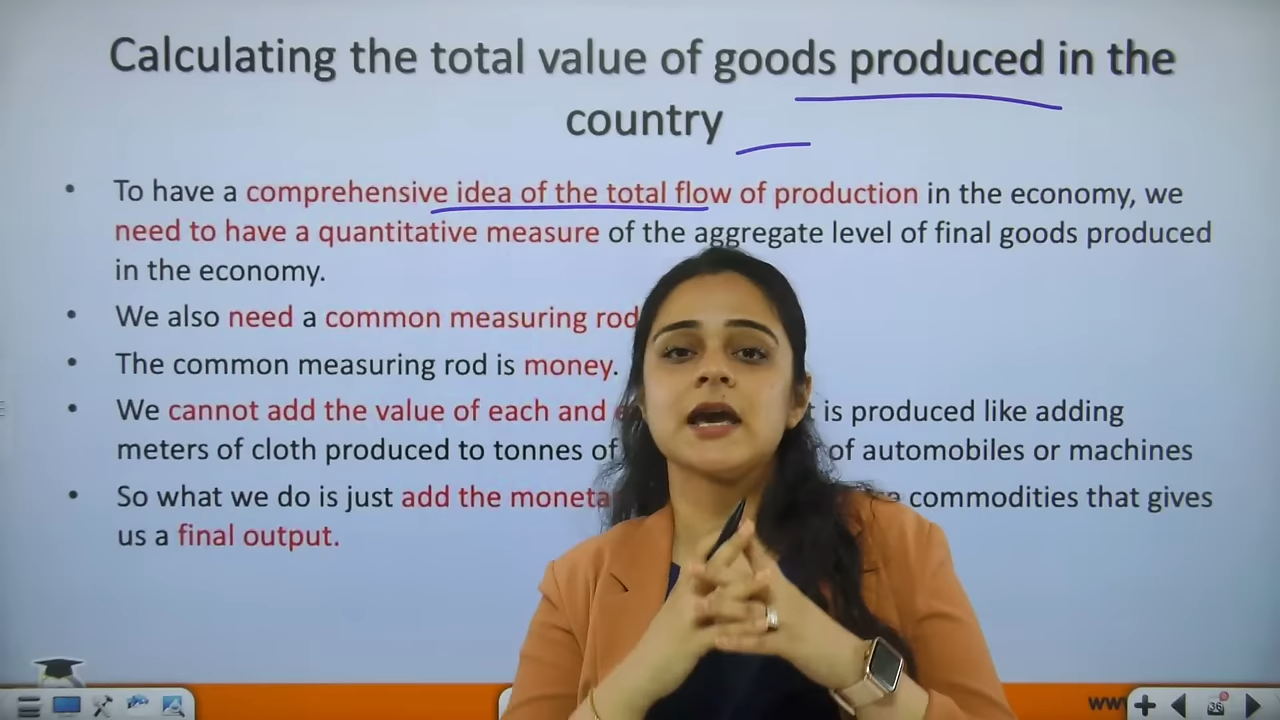 Calculating the total value of goods produced in the
country
• To have a comprehensive idea of the total flow of production in the economy, we
need to have a quantitative measure of the aggregate level of final goods produced
in the economy.
• We also need a common measuring rod
• The common measuring rod is money.
• We cannot add the value of each and is produced like adding
meters of cloth produced to tonnes of of automobiles or machines
• So what we do is just add the moneta commodities that gives
us a final output.
36